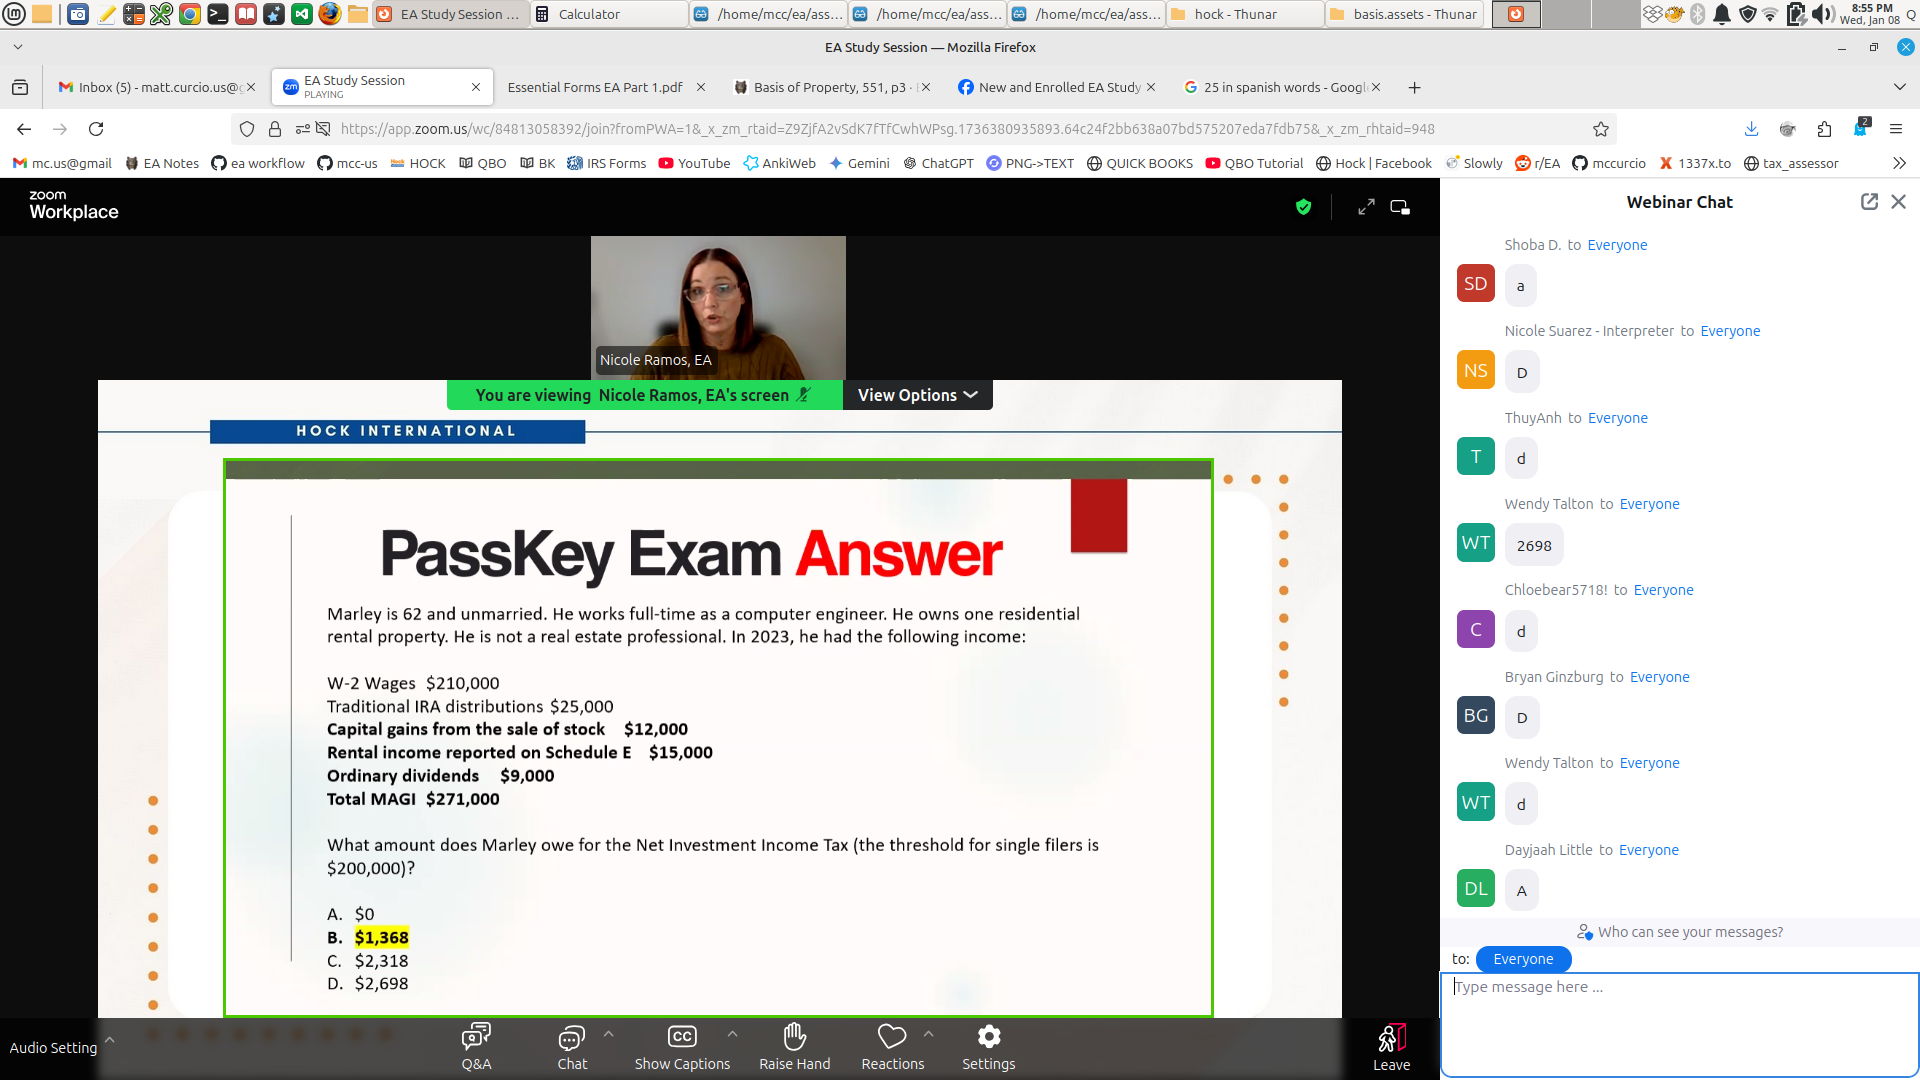 EA Study Session ...
Calculator
/home/mcc/ea/ass...
/home/mcc/ea/ass...
/home/mcc/ea/ass...
hock - Thunar
basis.assets - Thunar
8:55 PM
Wed, Jan 08
EA Study Session — Mozilla Firefox
Inbox (5) - matt.curcio.us@g
EA Study Session
PLAYING
Essential Forms EA Part 1.pdf
Basis of Property, 551, p3 ·
New and Enrolled EA Study
25 in spanish words - Googl
https://app.zoom.us/wc/84813058392/join?fromPWA=1&_x_zm_rtaid=Z9ZjfA2vSdK7fTfCwhWPsg.1736380935893.64c24f2bb638a07bd575207eda7fdb75&_x_zm_rhtaid=948
2
mc.us@gmail
EA Notes
ea workflow
mcc-us
HOCK
QBO
BK
IRS Forms
YouTube
AnkiWeb
Gemini
ChatGPT
PNG->TEXT
QUICK BOOKS
QBO Tutorial
Hock | Facebook
Slowly
r/EA
mccurcio
1337x.to
tax_assessor
zoom
Workplace
Nicole Ramos, EA
You are viewing Nicole Ramos, EA's screen
View Options
HOCK INTERNATIONAL
PassKey Exam Answer
Marley is 62 and unmarried. He works full-time as a computer engineer. He owns one residential
rental property. He is not a real estate professional. In 2023, he had the following income:
W-2 Wages $210,000
Traditional IRA distributions $25,000
Capital gains from the sale of stock $12,000
Rental income reported on Schedule E $15,000
Ordinary dividends $9,000
Total MAGI $271,000
What amount does Marley owe for the Net Investment Income Tax (the threshold for single filers is
$200,000)?
A. $0
B. $1,368
C. $2,318
D. $2,698
Audio Setting
Q&A
Chat
CC
Show Captions
Raise Hand
Reactions
Settings
Leave
Webinar Chat
Shoba D. to Everyone
SD
a
Nicole Suarez - Interpreter to Everyone
NS
D
ThuyAnh to Everyone
T
d
Wendy Talton to Everyone
WT
2698
Chloebear5718! to Everyone
C
d
Bryan Ginzburg to Everyone
BG
D
Wendy Talton to Everyone
WT
d
Dayjaah Little to Everyone
DL
A
Who can see your messages?
to: Everyone
Type message here ...